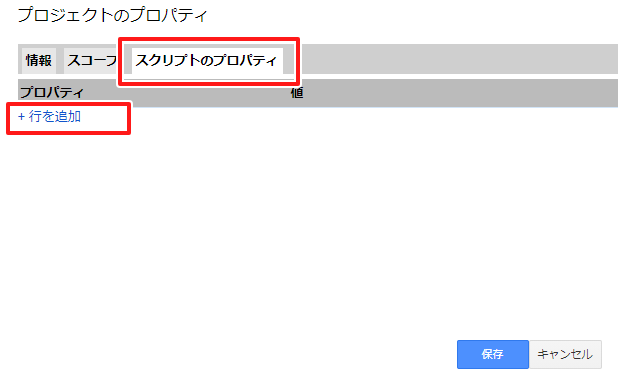 プロジェクトのプロパティ
情報 スコープ スクリプトのプロパティ
プロパティ 値
+ 行を追加
保存 キャンセル